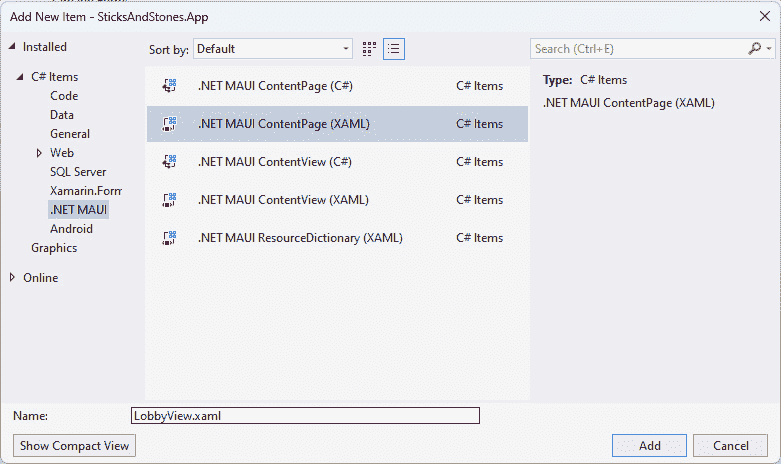 Add New Item - SticksAndStones.App
Installed
Sort by: Default
Search (Ctrl+E)
C# Items
Code
Data
General
Web
SQL Server
Xamarin.Form
.NET MAUI
Android
Graphics
Online
.NET MAUI ContentPage (C#) C# Items
.NET MAUI ContentPage (XAML) C# Items
.NET MAUI ContentView (C#) C# Items
.NET MAUI ContentView (XAML) C# Items
.NET MAUI ResourceDictionary (XAML) C# Items
Type: C# Items
.NET MAUI ContentPage (XAML)
Name: LobbyView.xaml
Show Compact View
Add Cancel